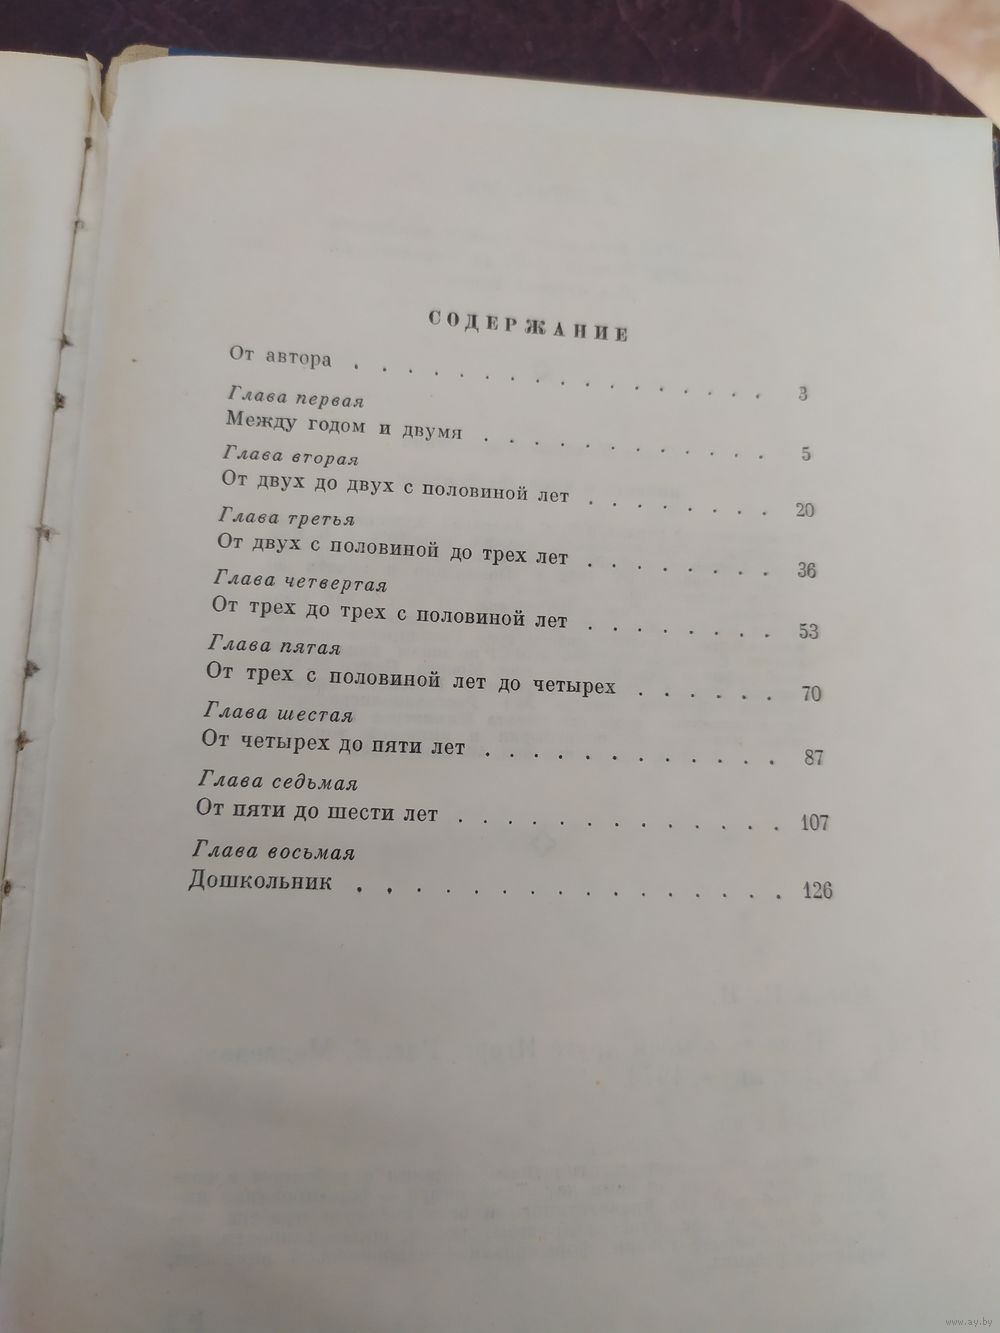 СОДЕРЖАНИЕ
От автора . . . . . . . . . . . . . . . . . 3
Глава первая
Между годом и двумя . . . . . . . . . . . . 5
Глава вторая
От двух до двух с половиной лет . . . . . . . . 20
Глава третья
От двух с половиной до трех лет . . . . . . . . 36
Глава четвертая
От трех до трех с половиной лет . . . . . . . . 53
Глава пятая
От трех с половиной лет до четырех . . . . . . 70
Глава шестая
От четырех до пяти лет . . . . . . . . . . . . 87
Глава седьмая
От пяти до шести лет . . . . . . . . . . . . . 107
Глава восьмая
Дошкольник . . . . . . . . . . . . . . . . 126
www.ay.by